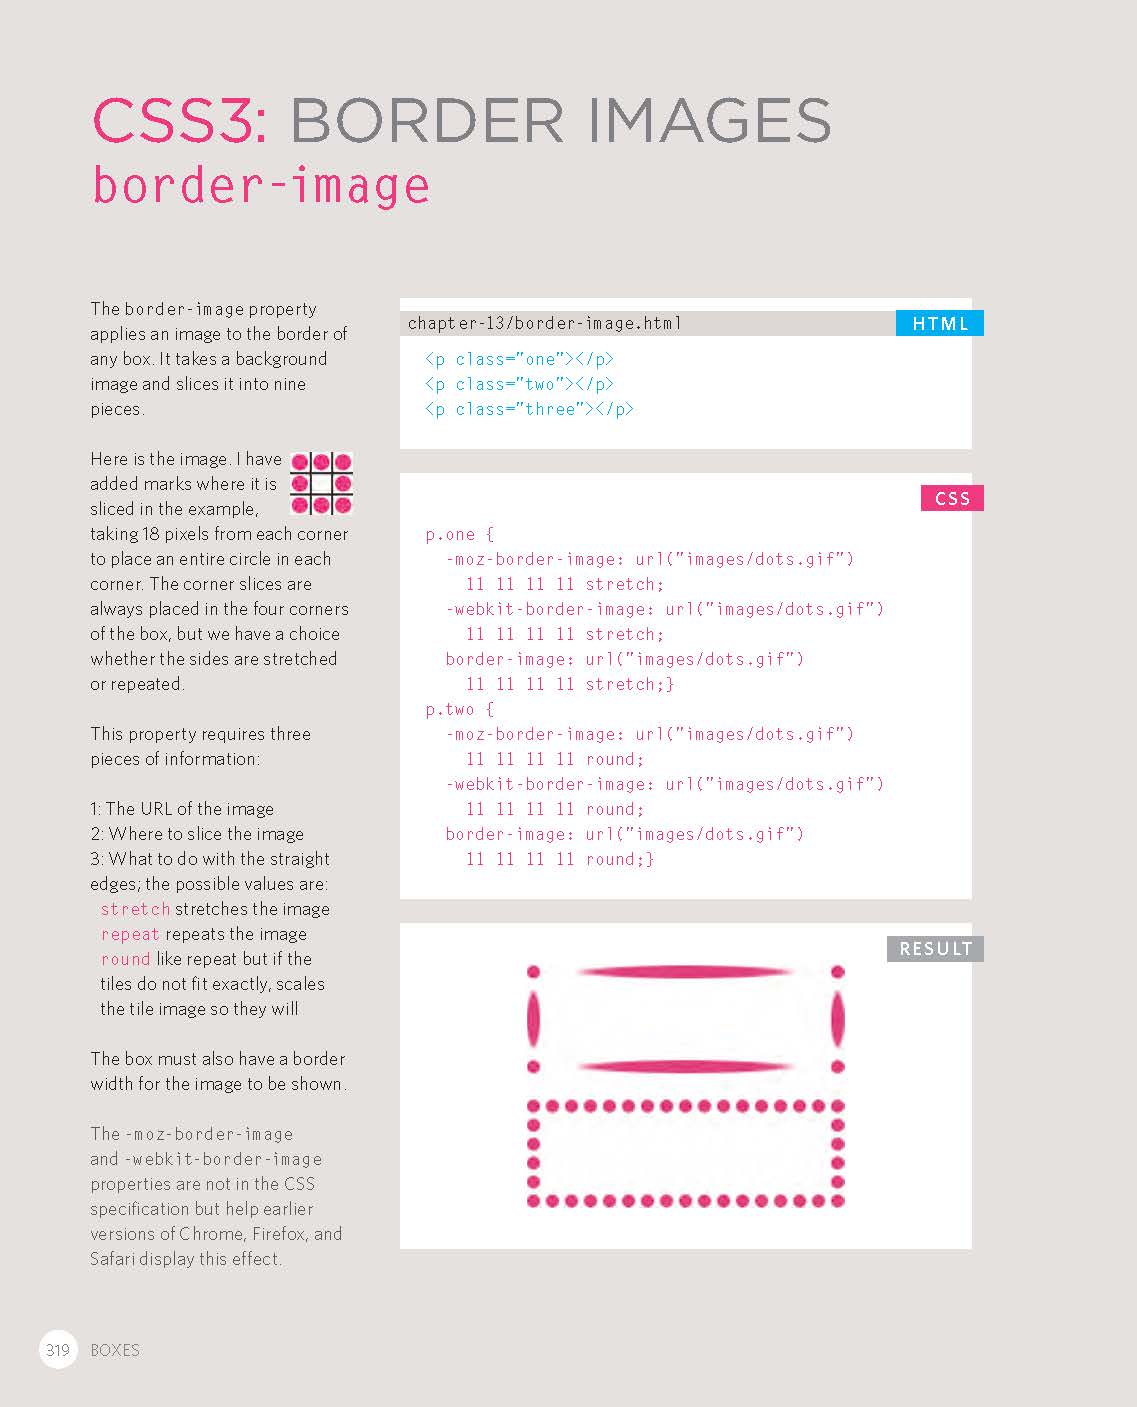 CSS3: BORDER IMAGES
border-image
The border-image property
applies an image to the border of
any box. It takes a background
image and slices it into nine
pieces.
Here is the image. I have
added marks where it is
sliced in the example,
taking 18 pixels from each corner
to place an entire circle in each
corner. The corner slices are
always placed in the four corners
of the box, but we have a choice
whether the sides are stretched
or repeated.
This property requires three
pieces of information:
1: The URL of the image
2: Where to slice the image
3: What to do with the straight
edges; the possible values are:
stretch stretches the image
repeat repeats the image
round like repeat but if the
tiles do not fit exactly, scales
the tile image so they will
The box must also have a border
width for the image to be shown.
The -moz-border-image
and -webkit-border-image
properties are not in the CSS
specification but help earlier
versions of Chrome, Firefox, and
Safari display this effect.
chapter-13/border-image.html
HTML
<p class="one"></p>
<p class="two"></p>
<p class="three"></p>
CSS
p.one {
-moz-border-image: url("images/dots.gif")
11 11 11 11 stretch;
-webkit-border-image: url("images/dots.gif")
11 11 11 11 stretch;
border-image: url("images/dots.gif")
11 11 11 11 stretch;}
p.two {
-moz-border-image: url("images/dots.gif")
11 11 11 11 round;
-webkit-border-image: url("images/dots.gif")
11 11 11 11 round;
border-image: url("images/dots.gif")
11 11 11 11 round;}
RESULT
319 BOXES